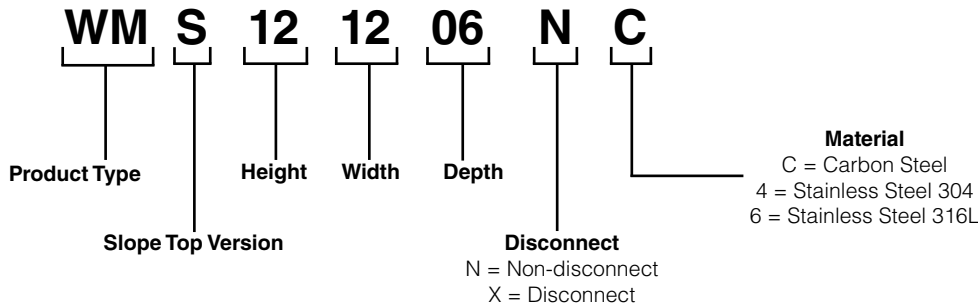 WM S 12 12 06 N C
Product Type
Slope Top Version
Height
Width
Depth
Disconnect
N = Non-disconnect
X = Disconnect
Material
C = Carbon Steel
4 = Stainless Steel 304
6 = Stainless Steel 316L